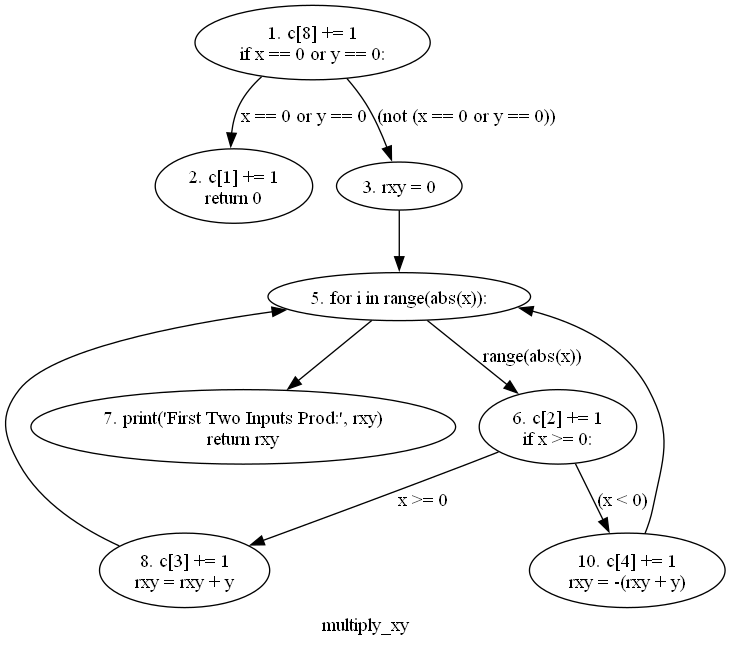 1. c[8] += 1
if x == 0 or y == 0:
x == 0 or y == 0
(not (x == 0 or y == 0))
2. c[1] += 1
return 0
3. rxy = 0
5. for i in range(abs(x)):
range(abs(x))
7. print('First Two Inputs Prod:', rxy)
return rxy
6. c[2] += 1
if x >= 0:
x >= 0
(x < 0)
8. c[3] += 1
rxy = rxy + y
10. c[4] += 1
rxy = -(rxy + y)
multiply_xy